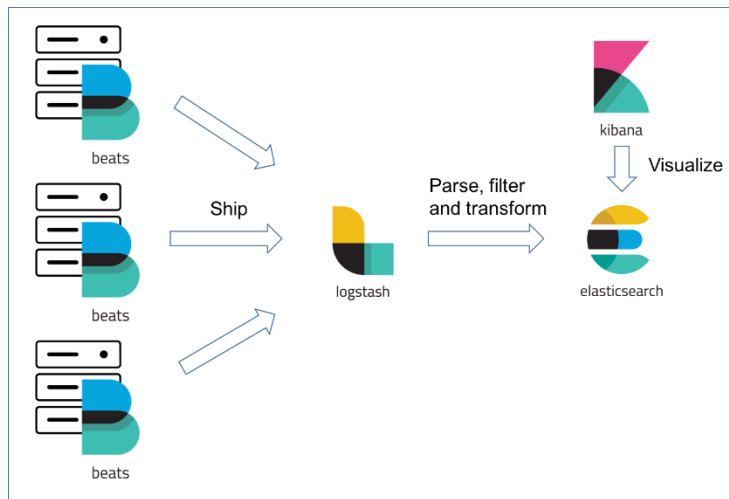 beats
beats
beats
Ship
logstash
Parse, filter
and transform
kibana
Visualize
elasticsearch